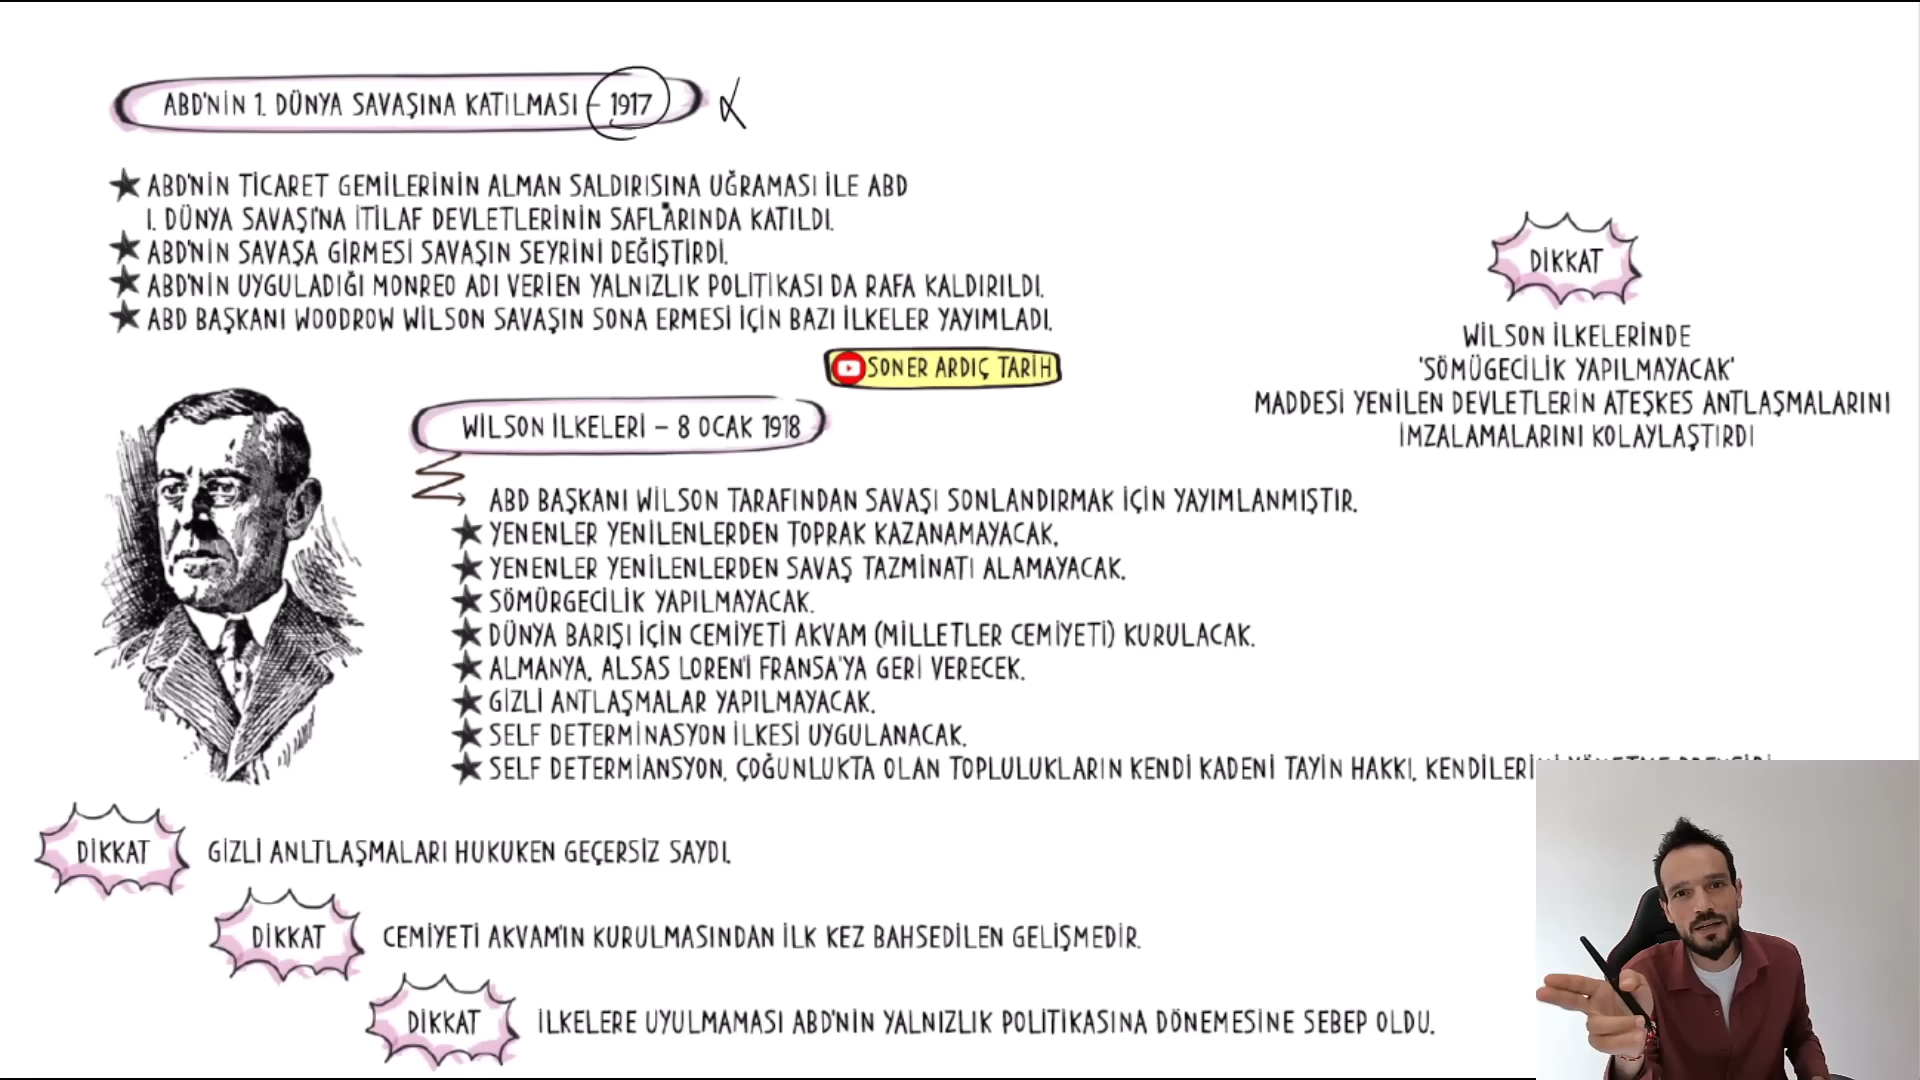 ABD'NİN 1. DÜNYA SAVAŞINA KATILMASI – 1917
★ ABD'NİN TİCARET GEMİLERİNİN ALMAN SALDIRISINA UĞRAMASI İLE ABD
I. DÜNYA SAVAŞI'NA İTİLAF DEVLETLERİNİN SAFLARINDA KATILDI.
★ ABD'NİN SAVAŞA GİRMESİ SAVAŞIN SEYRİNİ DEĞİŞTİRDİ.
★ ABD'NİN UYGULADIĞI MONREO ADI VERİEN YALNIZLIK POLİTİKASI DA RAFA KALDIRILDI.
★ ABD BAŞKANI WOODROW WİLSON SAVAŞIN SONA ERMESİ İÇİN BAZI İLKELER YAYIMLADI.
SONER ARDIÇ TARİH
DİKKAT
WİLSON İLKELERİNDE
'SÖMÜGECİLİK YAPILMAYACAK'
MADDESİ YENİLEN DEVLETLERİN ATEŞKES ANTLAŞMALARINI
İMZALAMALARINI KOLAYLAŞTIRDI
WİLSON İLKELERİ – 8 OCAK 1918
ABD BAŞKANI WİLSON TARAFINDAN SAVAŞI SONLANDIRMAK İÇİN YAYIMLANMIŞTIR.
★ YENENLER YENİLENLERDEN TOPRAK KAZANAMAYACAK.
★ YENENLER YENİLENLERDEN SAVAŞ TAZMİNATI ALAMAYACAK.
★ SÖMÜRGECİLİK YAPILMAYACAK.
★ DÜNYA BARIŞI İÇİN CEMİYETİ AKVAM (MİLLETLER CEMİYETİ) KURULACAK.
★ ALMANYA, ALSAS LOREN'İ FRANSA'YA GERİ VERECEK.
★ GİZLİ ANTLAŞMALAR YAPILMAYACAK.
★ SELF DETERMİNASYON İLKESİ UYGULANACAK.
★ SELF DETERMİANSYON, ÇOĞUNLUKTA OLAN TOPLULUKLARIN KENDİ KADENİ TAYİN HAKKI,
DİKKAT GİZLİ ANLTLAŞMALARI HUKUKEN GEÇERSİZ SAYDI.
DİKKAT CEMİYETİ AKVAM'IN KURULMASINDAN İLK KEZ BAHSEDİLEN GELİŞMEDİR.
DİKKAT İLKELERE UYULMAMASI ABD'NİN YALNIZLIK POLİTİKASINA DÖNEMESİNE SEBEP OLDU.